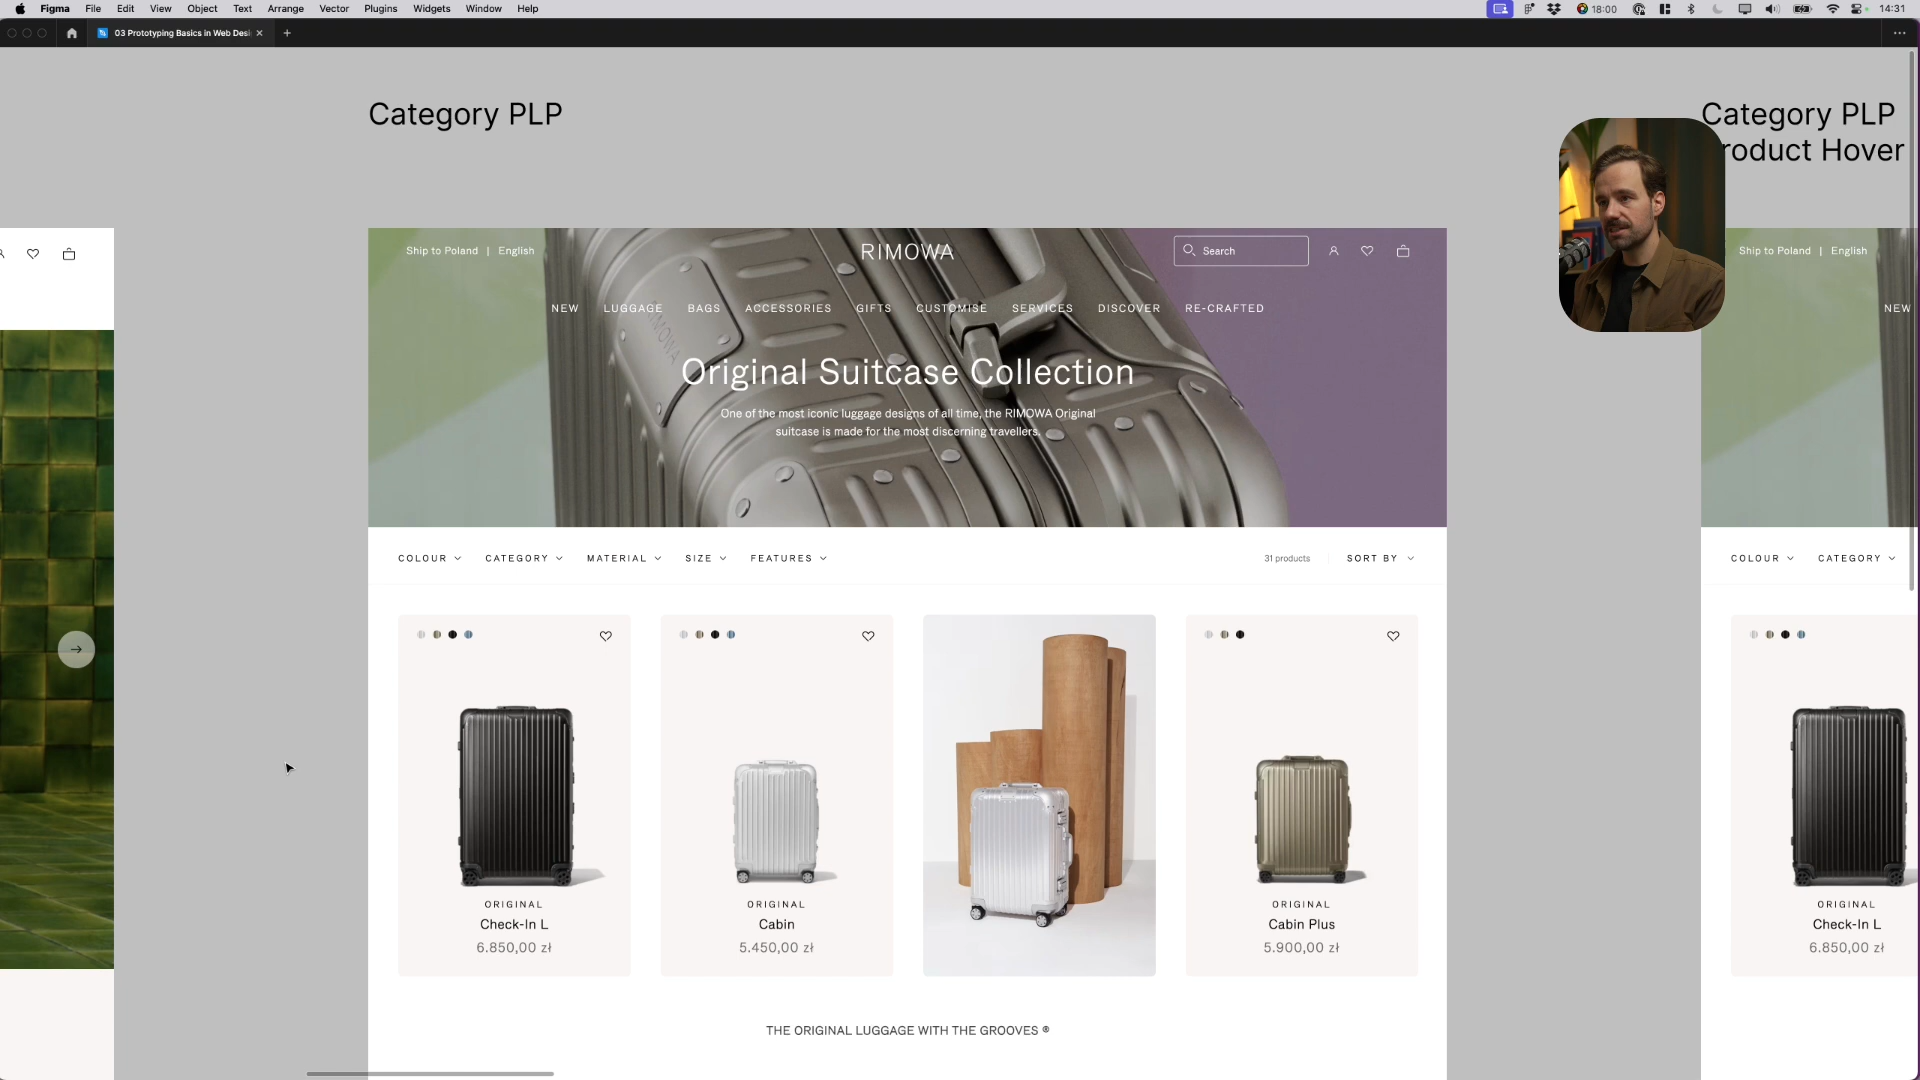 Figma File Edit View Object Text Arrange Vector Plugins Widgets Window Help
18:00
14:31
03 Prototyping Basics in Web Desi
Category PLP
Category PLP
roduct Hover
Ship to Poland | English
RIMOWA
Search
NEW LUGGAGE BAGS ACCESSORIES GIFTS CUSTOMISE SERVICES DISCOVER RE-CRAFTED
Original Suitcase Collection
One of the most iconic luggage designs of all time, the RIMOWA Original
suitcase is made for the most discerning travellers.
COLOUR CATEGORY MATERIAL SIZE FEATURES
31 products
SORT BY
ORIGINAL
Check-In L
6.850,00 zł
ORIGINAL
Cabin
5.450,00 zł
ORIGINAL
Cabin Plus
5.900,00 zł
THE ORIGINAL LUGGAGE WITH THE GROOVES ®
Ship to Poland | English
NEW
COLOUR CATEGORY
ORIGINAL
Check-In L
6.850,00 zł